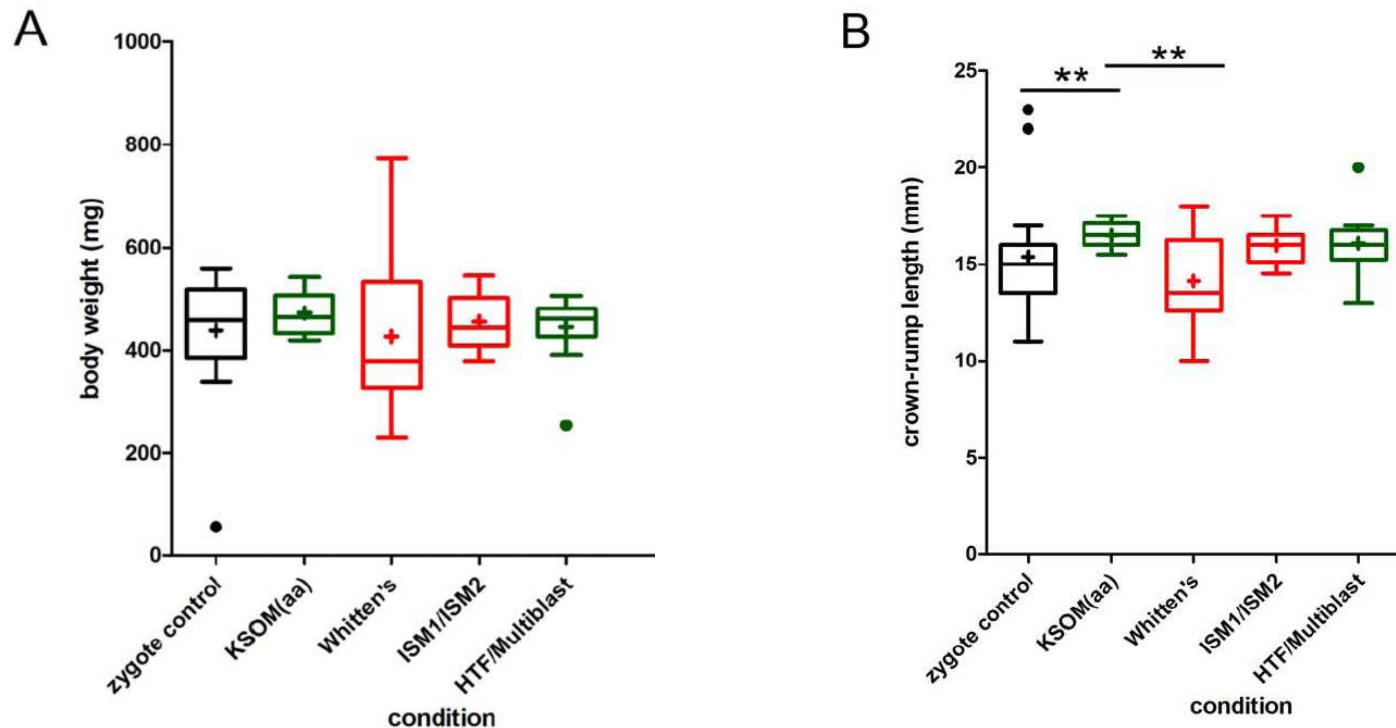 A
1000
800
600
400
200
0
body weight (mg)
zygote control
KSOM(aa)
Whitten's
ISM1/ISM2
HTF/Multiblast
condition
B
**
**
25
20
15
10
5
0
crown-rump length (mm)
zygote control
KSOM(aa)
Whitten's
ISM1/ISM2
HTF/Multiblast
condition